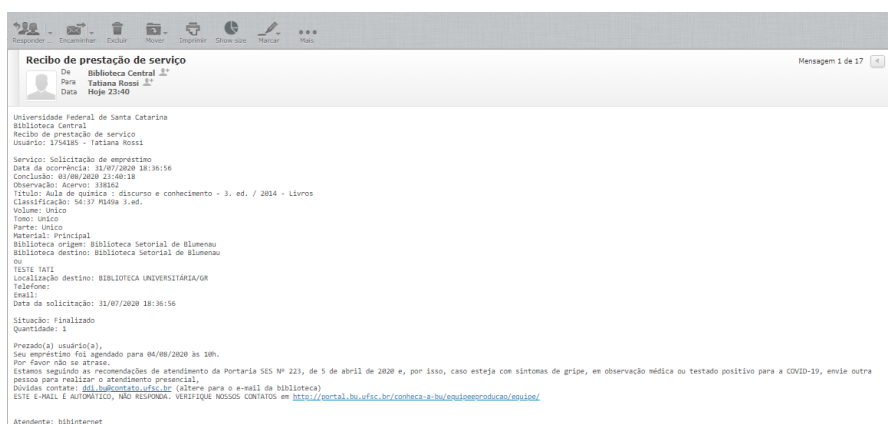 Responder ...
Encaminhar
Excluir
Mover
Imprimir
Show size
Marcar
Mais
Recibo de prestação de serviço
Mensagem 1 de 17
De Biblioteca Central
Para Tatiana Rossi
Data Hoje 23:40
Universidade Federal de Santa Catarina
Biblioteca Central
Recibo de prestação de serviço
Usuário: 1754185 - Tatiana Rossi
Serviço: Solicitação de empréstimo
Data da ocorrência: 31/07/2020 18:36:56
Conclusão: 03/08/2020 23:40:18
Observação: Acervo: 338162
Título: Aula de química : discurso e conhecimento - 3. ed. / 2014 - Livros
Classificação: 54:37 M149a 3.ed.
Volume: Unico
Tomo: Unico
Parte: Unico
Material: Principal
Biblioteca origem: Biblioteca Setorial de Blumenau
Biblioteca destino: Biblioteca Setorial de Blumenau
ou
TESTE TATI
Localização destino: BIBLIOTECA UNIVERSITÁRIA/GR
Telefone:
Email:
Data da solicitação: 31/07/2020 18:36:56
Situação: Finalizado
Quantidade: 1
Prezado(a) usuário(a),
Seu empréstimo foi agendado para 04/08/2020 às 10h.
Por favor não se atrase.
Estamos seguindo as recomendações de atendimento da Portaria SES Nº 223, de 5 de abril de 2020 e, por isso, caso esteja com sintomas de gripe, em observação médica ou testado positivo para a COVID-19, envie outra
pessoa para realizar o atendimento presencial,
Dúvidas contate: ddi.bu@contato.ufsc.br (altere para o e-mail da biblioteca)
ESTE E-MAIL É AUTOMÁTICO, NÃO RESPONDA. VERIFIQUE NOSSOS CONTATOS em http://portal.bu.ufsc.br/conheca-a-bu/equipeeproducao/equipe/
Atendente: bibinternet